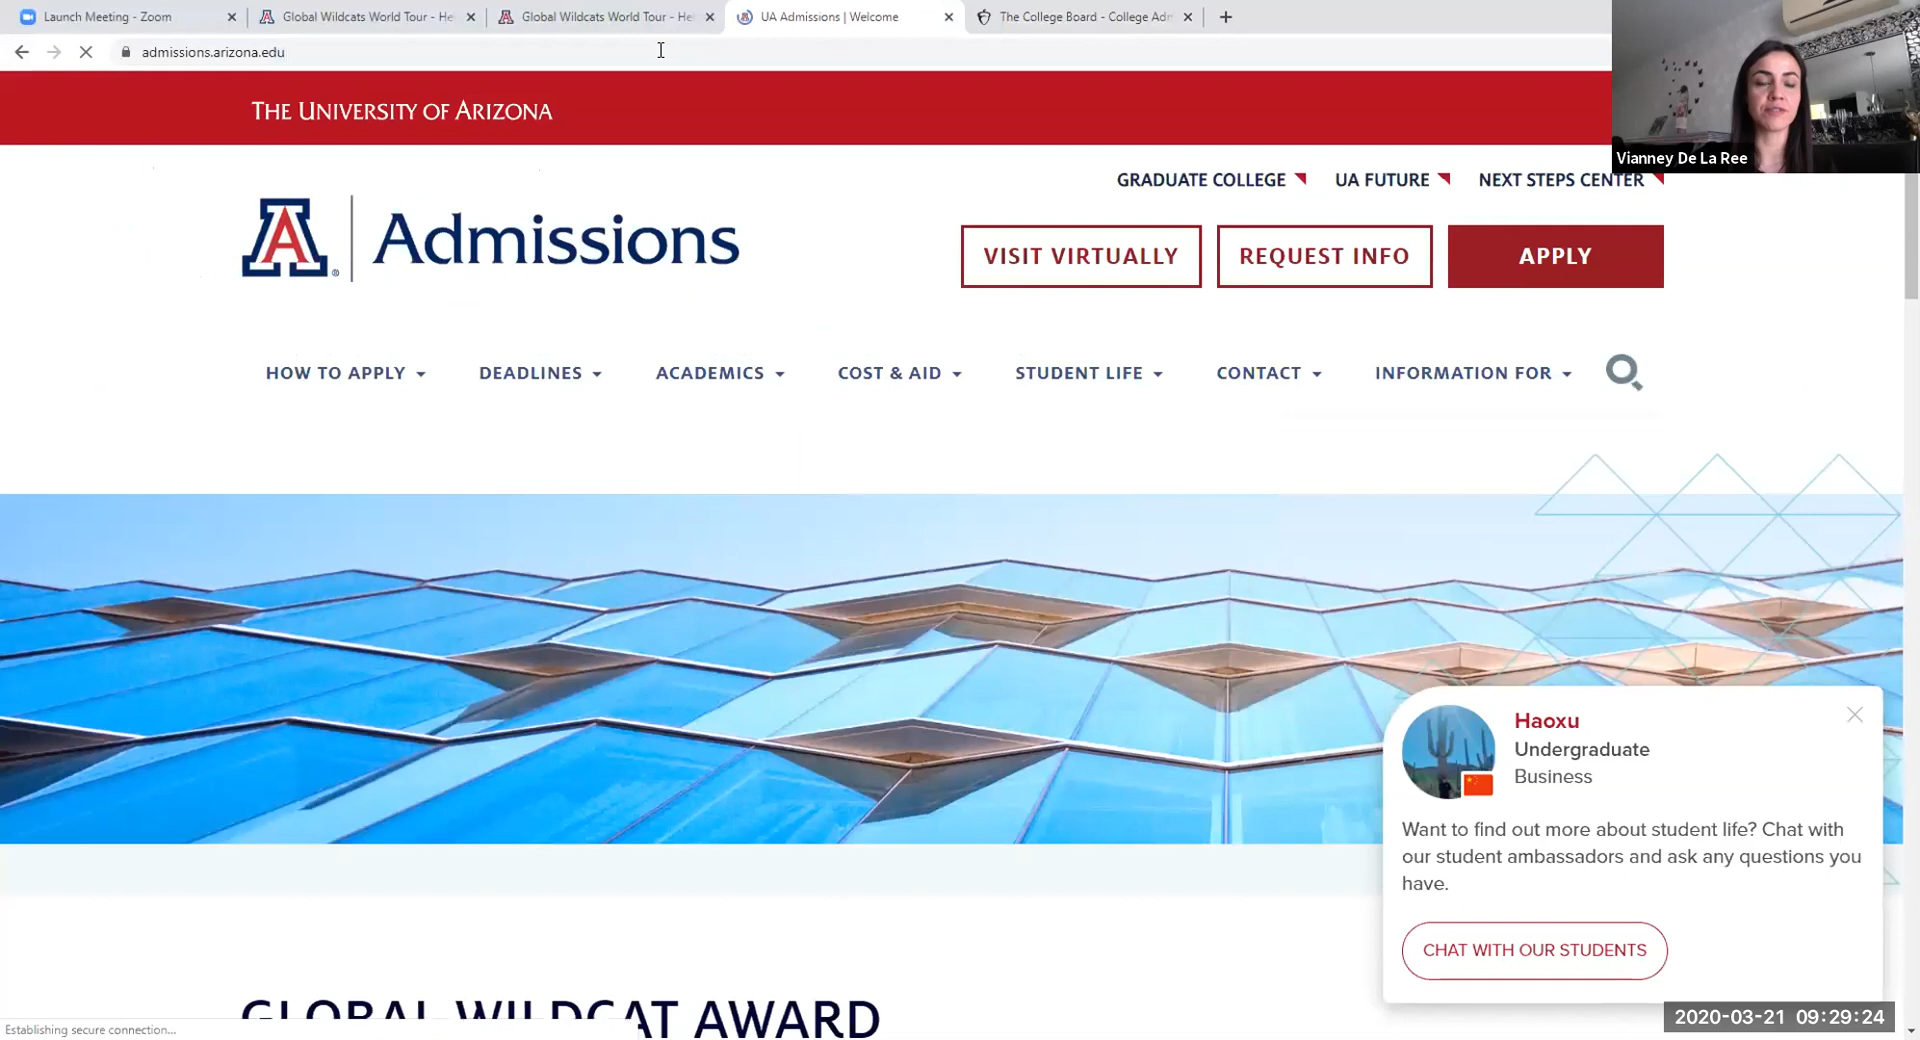 Launch Meeting - Zoom
Global Wildcats World Tour - He
Global Wildcats World Tour - He
UA Admissions | Welcome
The College Board - College Adm
admissions.arizona.edu
THE UNIVERSITY OF ARIZONA
Vianney De La Ree
GRADUATE COLLEGE
UA FUTURE
NEXT STEPS CENTER
A
Admissions
VISIT VIRTUALLY
REQUEST INFO
APPLY
HOW TO APPLY
DEADLINES
ACADEMICS
COST & AID
STUDENT LIFE
CONTACT
INFORMATION FOR
Haoxu
Undergraduate
Business
Want to find out more about student life? Chat with
our student ambassadors and ask any questions you
have.
CHAT WITH OUR STUDENTS
GLOBAL WILDCAT AWARD
Establishing secure connection...
2020-03-21 09:29:24